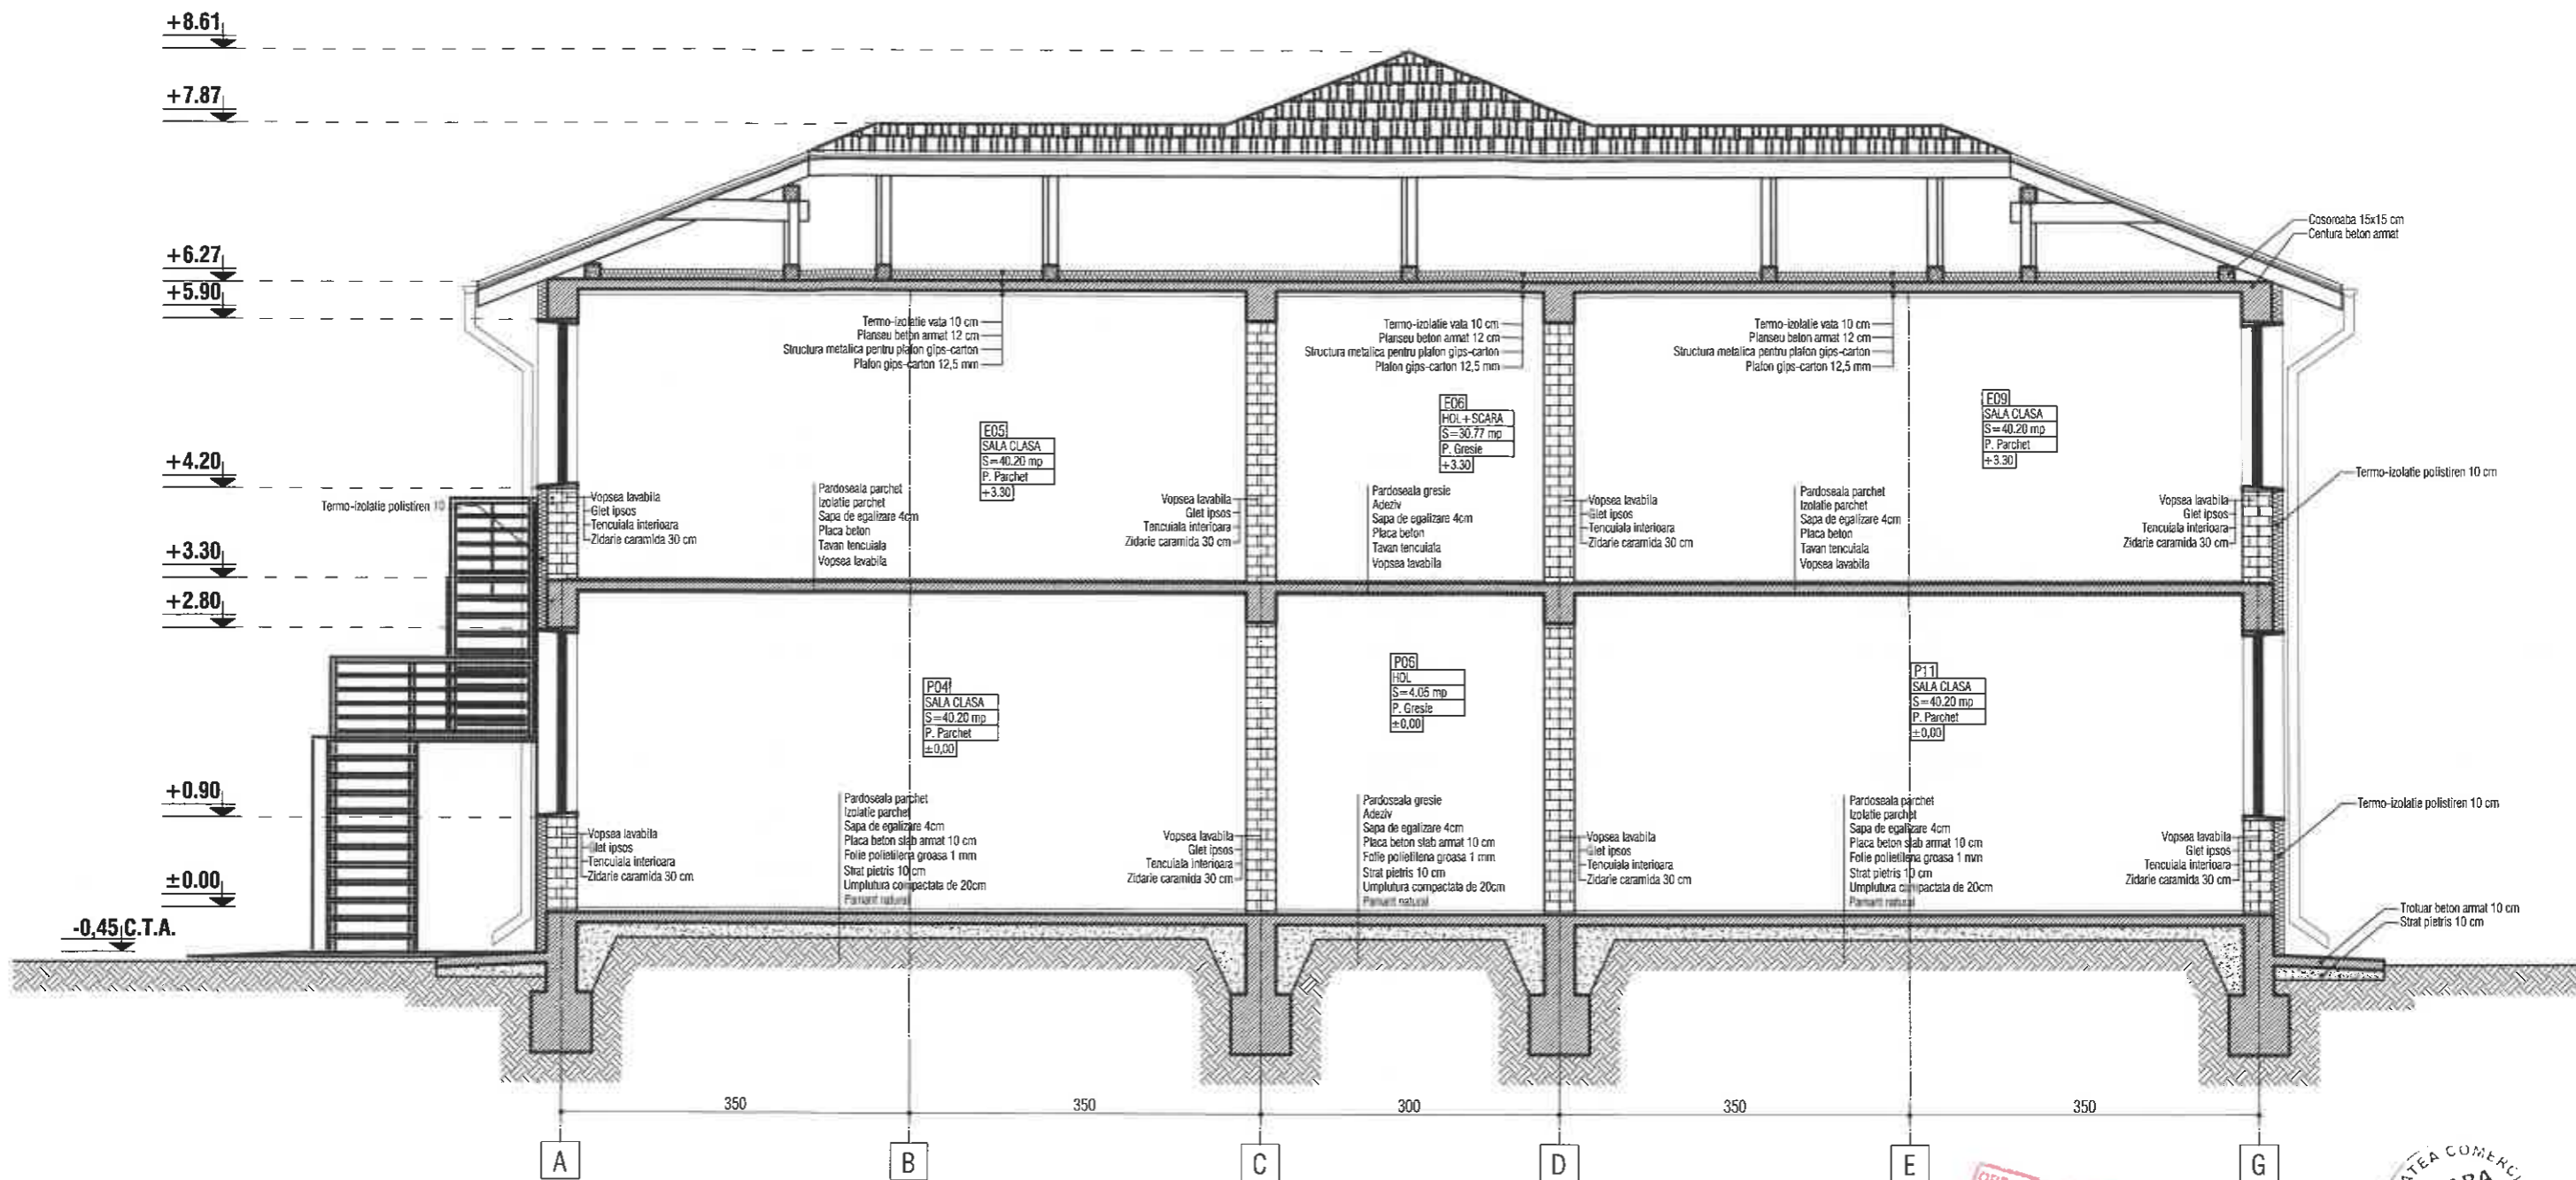 +8.61
+7.87
+6.27
+5.90
+4.20
+3.30
+2.80
+0.90
±0.00
-0,45 C.T.A.
Cosoroaba 15x15 cm
Centura beton armat
Termo-izolatie vata 10 cm
Planseu beton armat 12 cm
Structura metalica pentru plafon gips-carton
Plafon gips-carton 12,5 mm
Termo-izolatie vata 10 cm
Planseu beton armat 12 cm
Structura metalica pentru plafon gips-carton
Plafon gips-carton 12,5 mm
Termo-izolatie vata 10 cm
Planseu beton armat 12 cm
Structura metalica pentru plafon gips-carton
Plafon gips-carton 12,5 mm
E05
SALA CLASA
S=40.20 mp
P. Parchet
+3.30
E06
HOL+SCARA
S=30.77 mp
P. Gresie
+3.30
E09
SALA CLASA
S=40.20 mp
P. Parchet
+3.30
Termo-izolatie polistiren 10
Vopsea lavabila
Glet ipsos
Tencuiala interioara
Zidarie caramida 30 cm
Pardoseala parchet
Izolatie parchet
Sapa de egalizare 4cm
Placa beton
Tavan tencuiala
Vopsea lavabila
Vopsea lavabila
Glet ipsos
Tencuiala interioara
Zidarie caramida 30 cm
Pardoseala gresie
Adeziv
Sapa de egalizare 4cm
Placa beton
Tavan tencuiala
Vopsea lavabila
Vopsea lavabila
Glet ipsos
Tencuiala interioara
Zidarie caramida 30 cm
Pardoseala parchet
Izolatie parchet
Sapa de egalizare 4cm
Placa beton
Tavan tencuiala
Vopsea lavabila
Vopsea lavabila
Glet ipsos
Tencuiala interioara
Zidarie caramida 30 cm
Termo-izolatie polistiren 10 cm
P04
SALA CLASA
S=40.20 mp
P. Parchet
±0,00
P06
HOL
S=4.05 mp
P. Gresie
±0,00
P11
SALA CLASA
S=40.20 mp
P. Parchet
±0,00
Vopsea lavabila
Glet ipsos
Tencuiala interioara
Zidarie caramida 30 cm
Pardoseala parchet
Izolatie parchet
Sapa de egalizare 4cm
Placa beton slab armat 10 cm
Folie polietilena groasa 1 mm
Strat pietris 10 cm
Umplutura compactata de 20cm
Pamant natural
Vopsea lavabila
Glet ipsos
Tencuiala interioara
Zidarie caramida 30 cm
Pardoseala gresie
Adeziv
Sapa de egalizare 4cm
Placa beton slab armat 10 cm
Folie polietilena groasa 1 mm
Strat pietris 10 cm
Umplutura compactata de 20cm
Pamant natural
Vopsea lavabila
Glet ipsos
Tencuiala interioara
Zidarie caramida 30 cm
Pardoseala parchet
Izolatie parchet
Sapa de egalizare 4cm
Placa beton slab armat 10 cm
Folie polietilena groasa 1 mm
Strat pietris 10 cm
Umplutura compactata de 20cm
Pamant natural
Vopsea lavabila
Glet ipsos
Tencuiala interioara
Zidarie caramida 30 cm
Termo-izolatie polistiren 10 cm
Trotuar beton armat 10 cm
Strat pietris 10 cm
350 350 300 350 350
A B C D E G